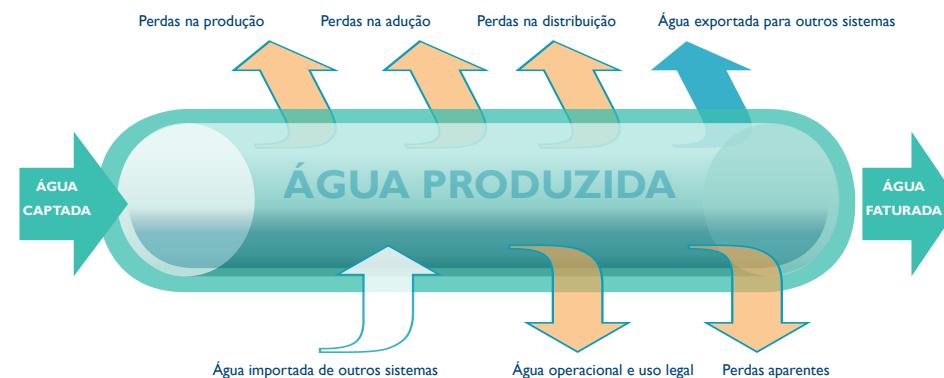 Perdas na produção
Perdas na adução
Perdas na distribuição
Água exportada para outros sistemas
ÁGUA
CAPTADA
ÁGUA PRODUZIDA
ÁGUA
FATURADA
Água importada de outros sistemas
Água operacional e uso legal
Perdas aparentes